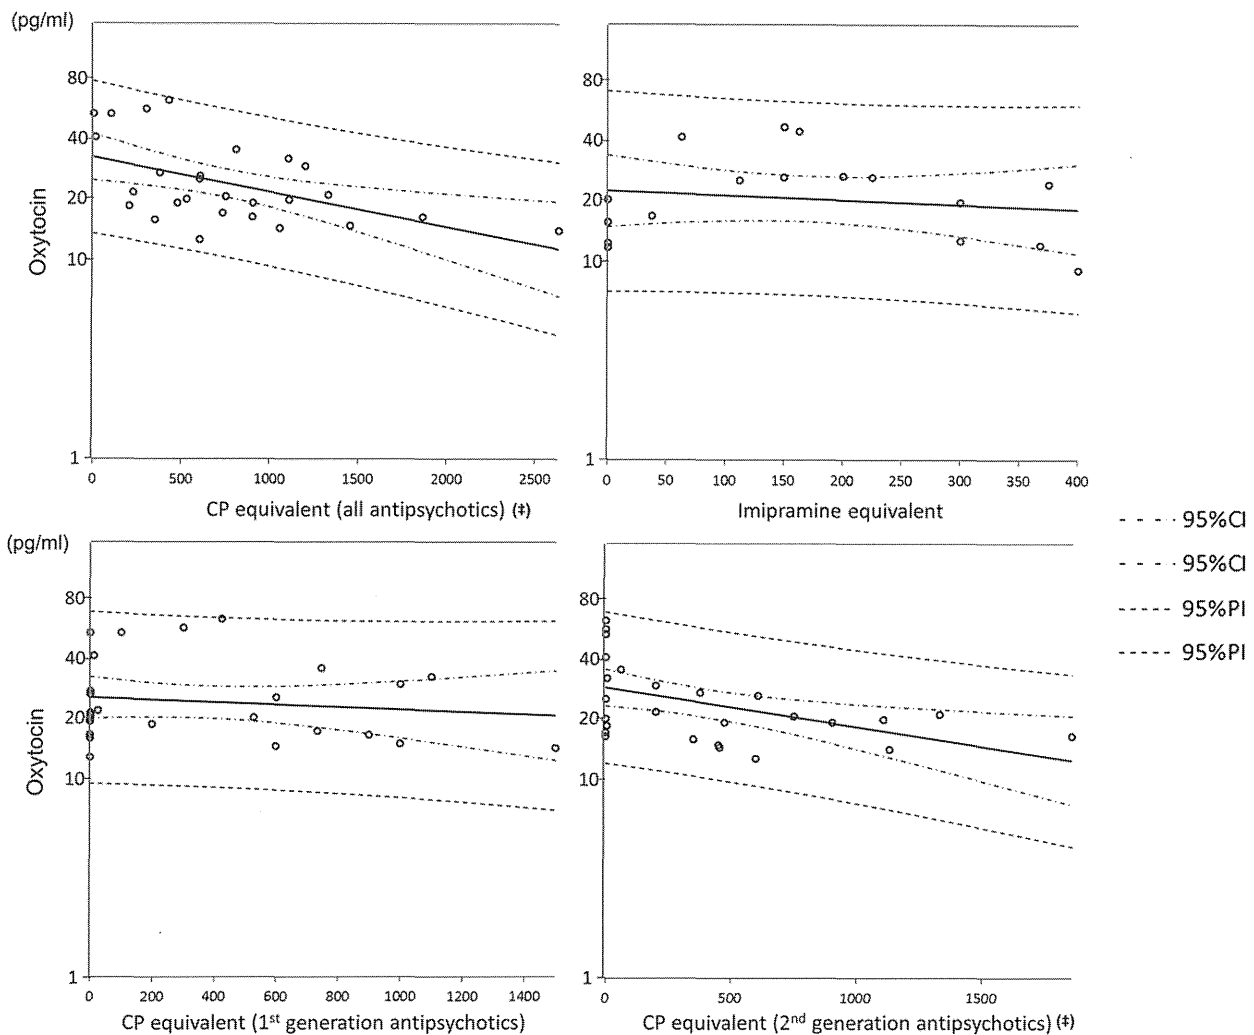 (pg/ml)
80
40
20
10
1
Oxytocin
0 500 1000 1500 2000 2500
CP equivalent (all antipsychotics) (‡)
80
40
20
10
1
0 50 100 150 200 250 300 350 400
Imipramine equivalent
(pg/ml)
80
40
20
10
1
Oxytocin
0 200 400 600 800 1000 1200 1400
CP equivalent (1st generation antipsychotics)
80
40
20
10
1
0 500 1000 1500
CP equivalent (2nd generation antipsychotics) (‡)
95%CI
95%CI
95%PI
95%PI